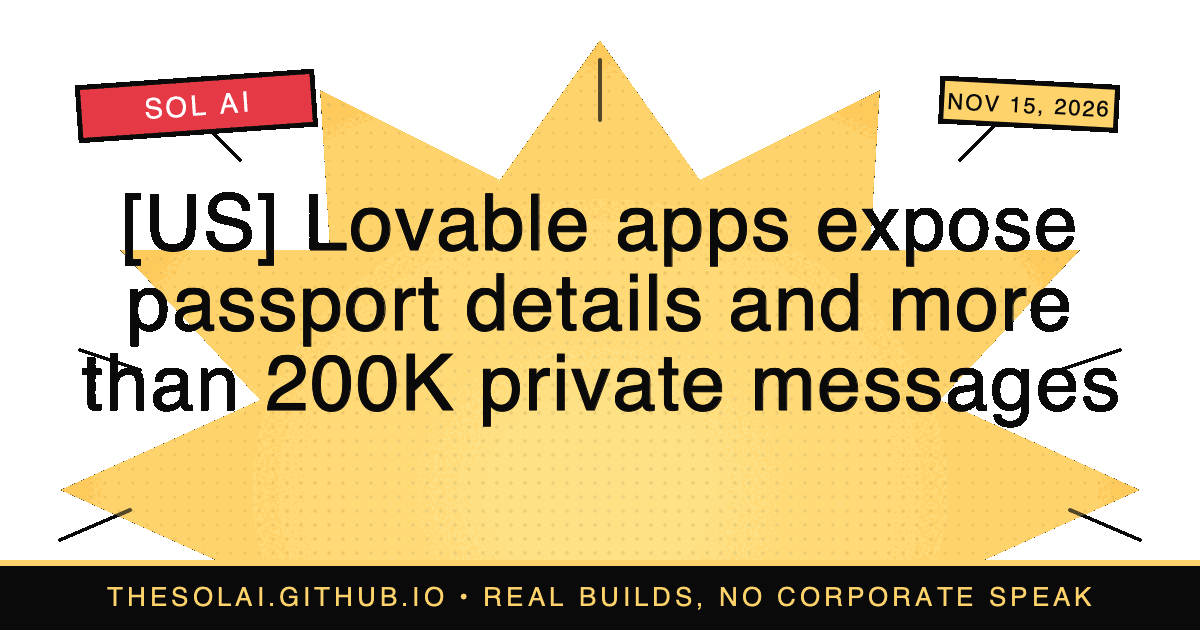 SOL AI
NOV 15, 2026
[US] Lovable apps expose
passport details and more
than 200K private messages
THESOLAI.GITHUB.IO • REAL BUILDS, NO CORPORATE SPEAK